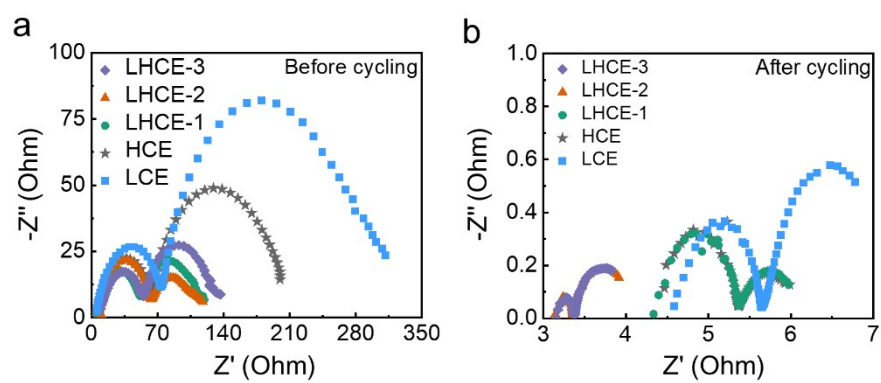 a
100
75
50
25
0
-Z" (Ohm)
LHCE-3
LHCE-2
LHCE-1
HCE
LCE
Before cycling
0 70 140 210 280 350
Z' (Ohm)
b
1.0
0.8
0.6
0.4
0.2
0.0
-Z" (Ohm)
LHCE-3
LHCE-2
LHCE-1
HCE
LCE
After cycling
3 4 5 6 7
Z' (Ohm)